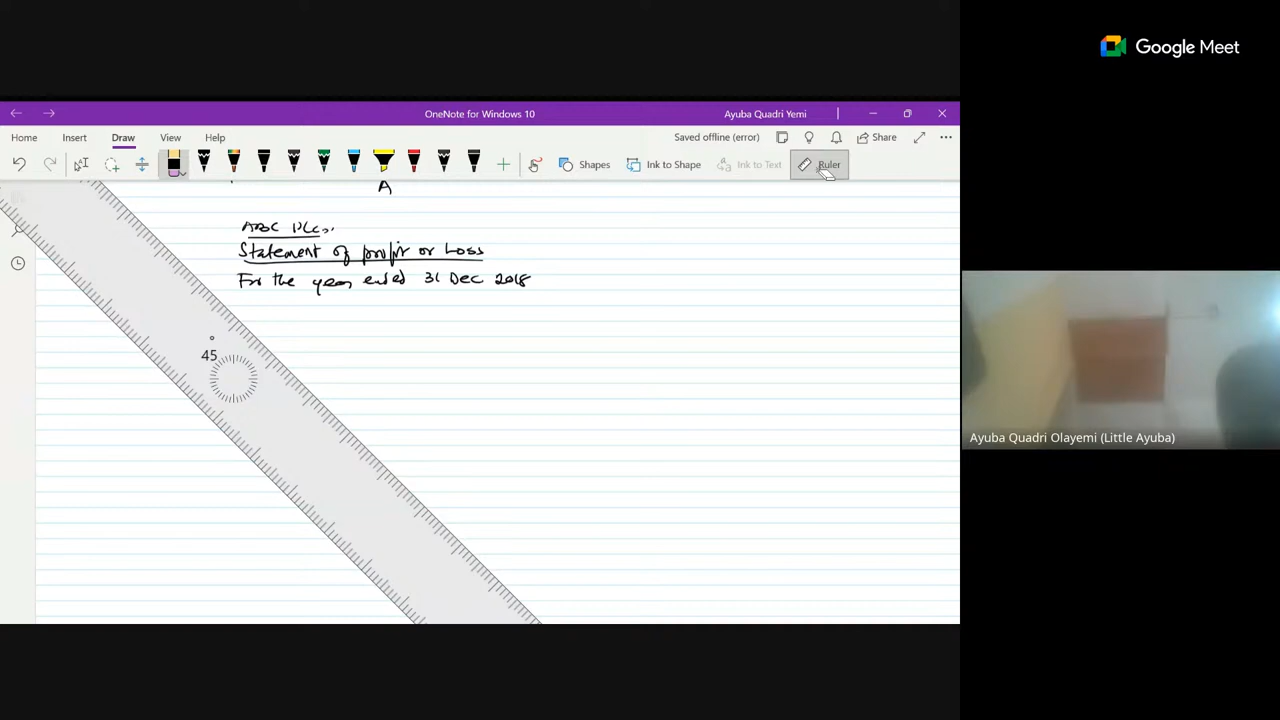 Google Meet
OneNote for Windows 10
Ayuba Quadri Yemi
Home
Insert
Draw
View
Help
Saved offline (error)
Share
Shapes
Ink to Shape
Ink to Text
Ruler
A
ABC PLC
Statement of profit or Loss
For the year ended 31 Dec 2018
45°
Ayuba Quadri Olayemi (Little Ayuba)